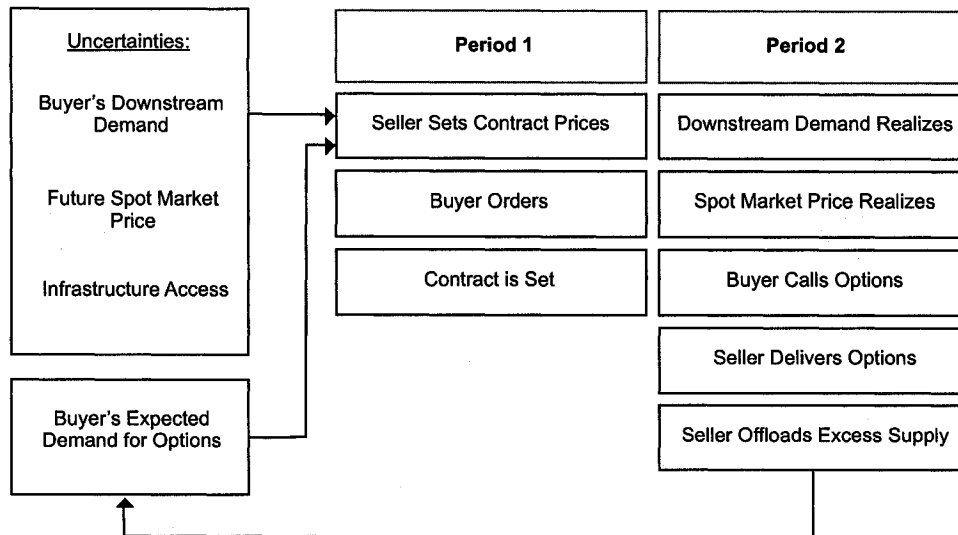 Uncertainties:
Buyer's Downstream
Demand
Future Spot Market
Price
Infrastructure Access
Buyer's Expected
Demand for Options
Period 1
Seller Sets Contract Prices
Buyer Orders
Contract is Set
Period 2
Downstream Demand Realizes
Spot Market Price Realizes
Buyer Calls Options
Seller Delivers Options
Seller Offloads Excess Supply